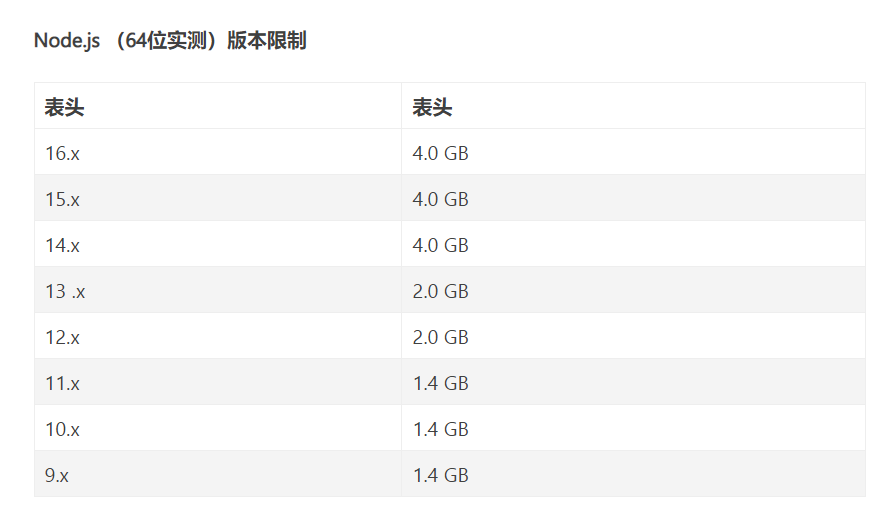 Node.js （64位实测）版本限制
表头 表头
16.x 4.0 GB
15.x 4.0 GB
14.x 4.0 GB
13 .x 2.0 GB
12.x 2.0 GB
11.x 1.4 GB
10.x 1.4 GB
9.x 1.4 GB